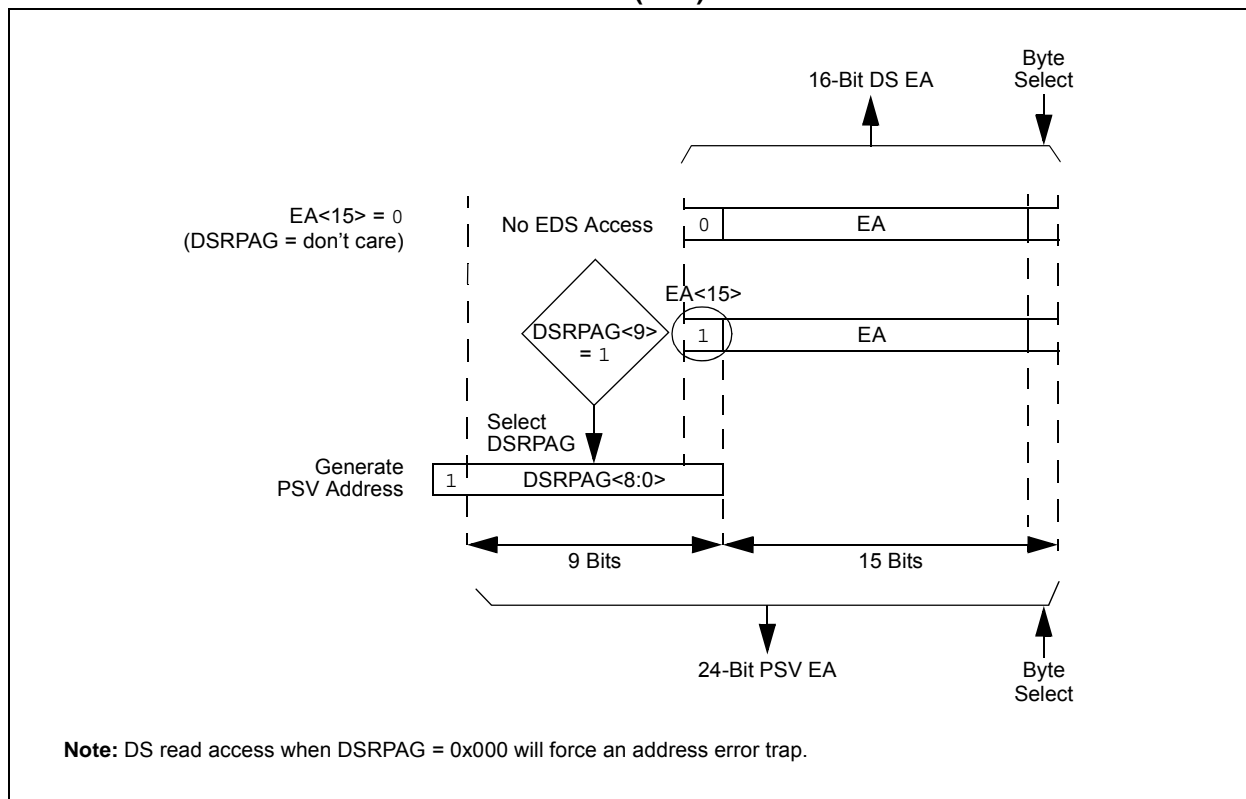 Byte
Select
16-Bit DS EA
EA<15> = 0
(DSRPAG = don't care)
No EDS Access
0
EA
EA<15>
DSRPAG<9>
= 1
1
EA
Select
DSRPAG
Generate
PSV Address
1
DSRPAG<8:0>
9 Bits
15 Bits
24-Bit PSV EA
Byte
Select
Note: DS read access when DSRPAG = 0x000 will force an address error trap.